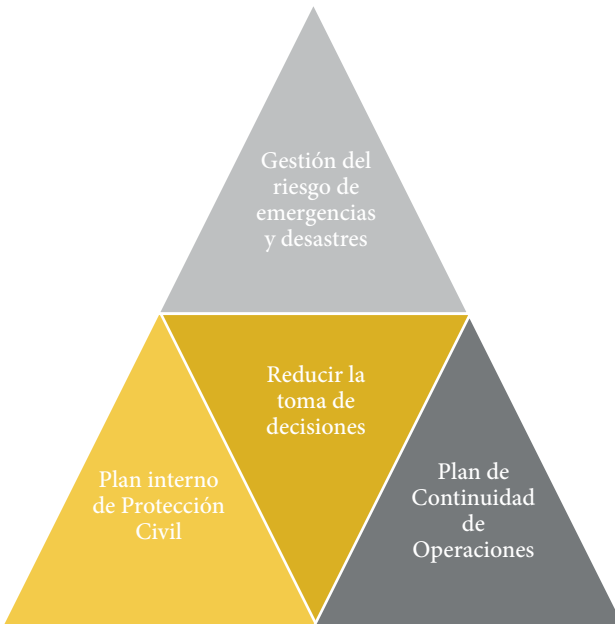 Gestión del
riesgo de
emergencias
y desastres
Reducir la
toma de
decisiones
Plan interno
de Protección
Civil
Plan de
Continuidad
de
Operaciones